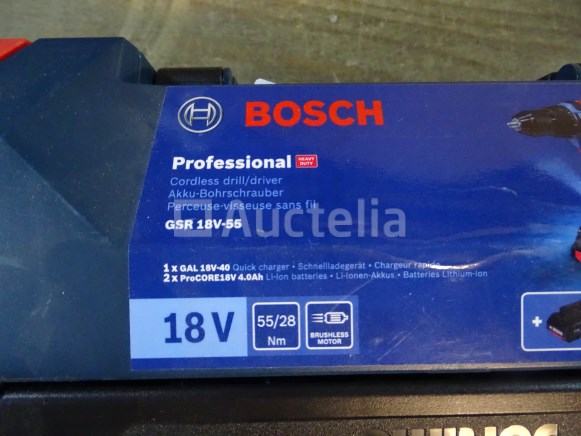 BOSCH
Professional HEAVY DUTY
Cordless drill/driver
Akku-Bohrschrauber
Perceuse-visseuse sans fil
Auctelia
GSR 18V-55
1 x GAL 18V-40 Quick charger • Schnellladegerät • Chargeur rapide
2 x ProCORE18V 4.0Ah Li-Ion batteries • Li-Ionen-Akkus • Batteries Lithium-Ion
18 V
55/28
Nm
BRUSHLESS
MOTOR
+